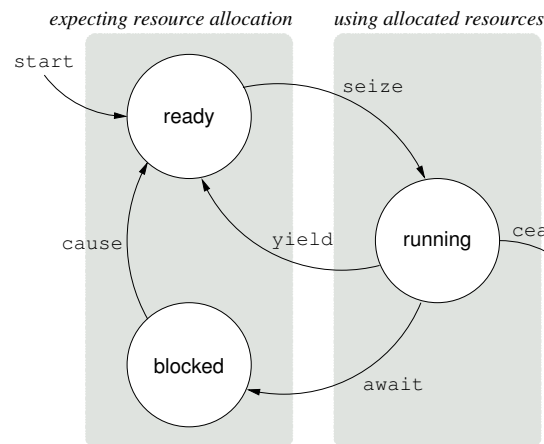 expecting resource allocation
using allocated resources
start
ready
seize
cause
yield
running
blocked
await